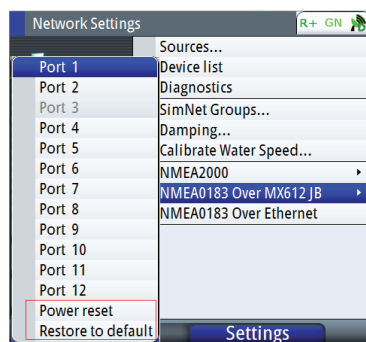 Network Settings
R+ GN
Sources...
Device list
Diagnostics
SimNet Groups...
Damping...
Calibrate Water Speed...
NMEA2000
NMEA0183 Over MX612 JB
NMEA0183 Over Ethernet
Port 1
Port 2
Port 3
Port 4
Port 5
Port 6
Port 7
Port 8
Port 9
Port 10
Port 11
Port 12
Power reset
Restore to default
Settings